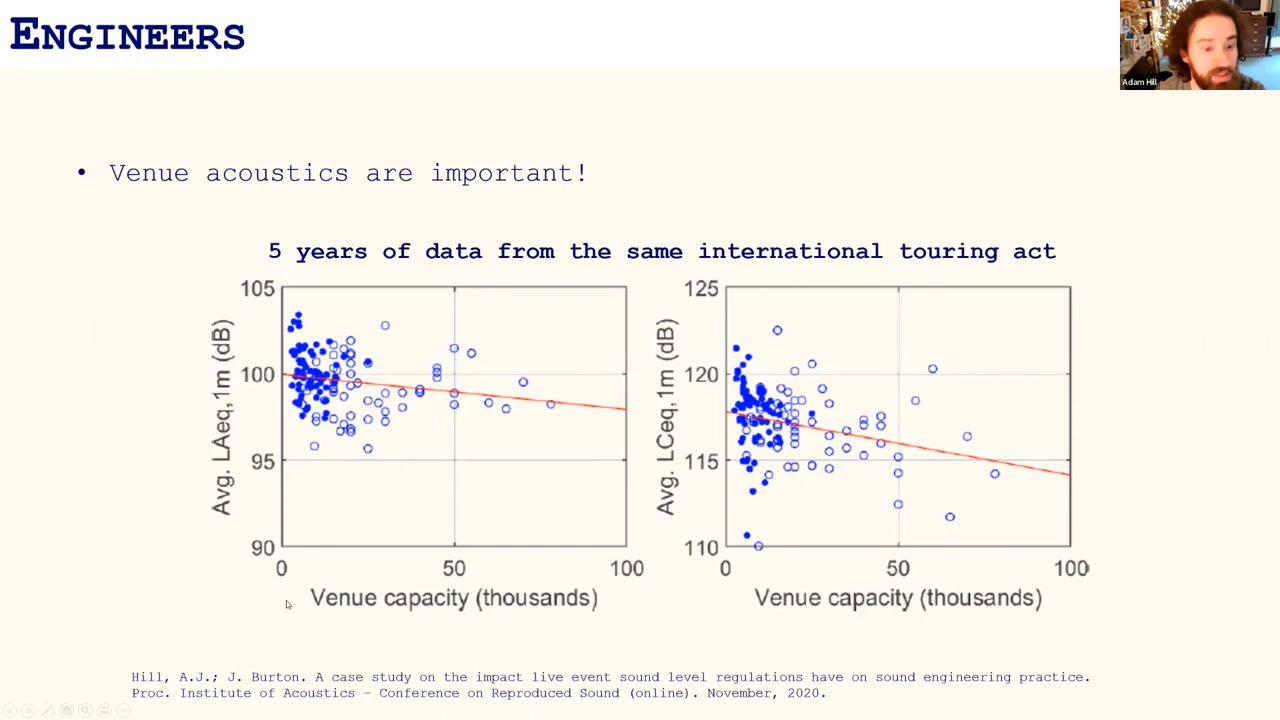 ENGINEERS
Adam Hill
• Venue acoustics are important!
5 years of data from the same international touring act
105
100
95
90
Avg. LAeq,1m (dB)
0
50
100
Venue capacity (thousands)
125
120
115
110
Avg. LCeq,1m (dB)
0
50
100
Venue capacity (thousands)
Hill, A.J.; J. Burton. A case study on the impact live event sound level regulations have on sound engineering practice.
Proc. Institute of Acoustics – Conference on Reproduced Sound (online). November, 2020.